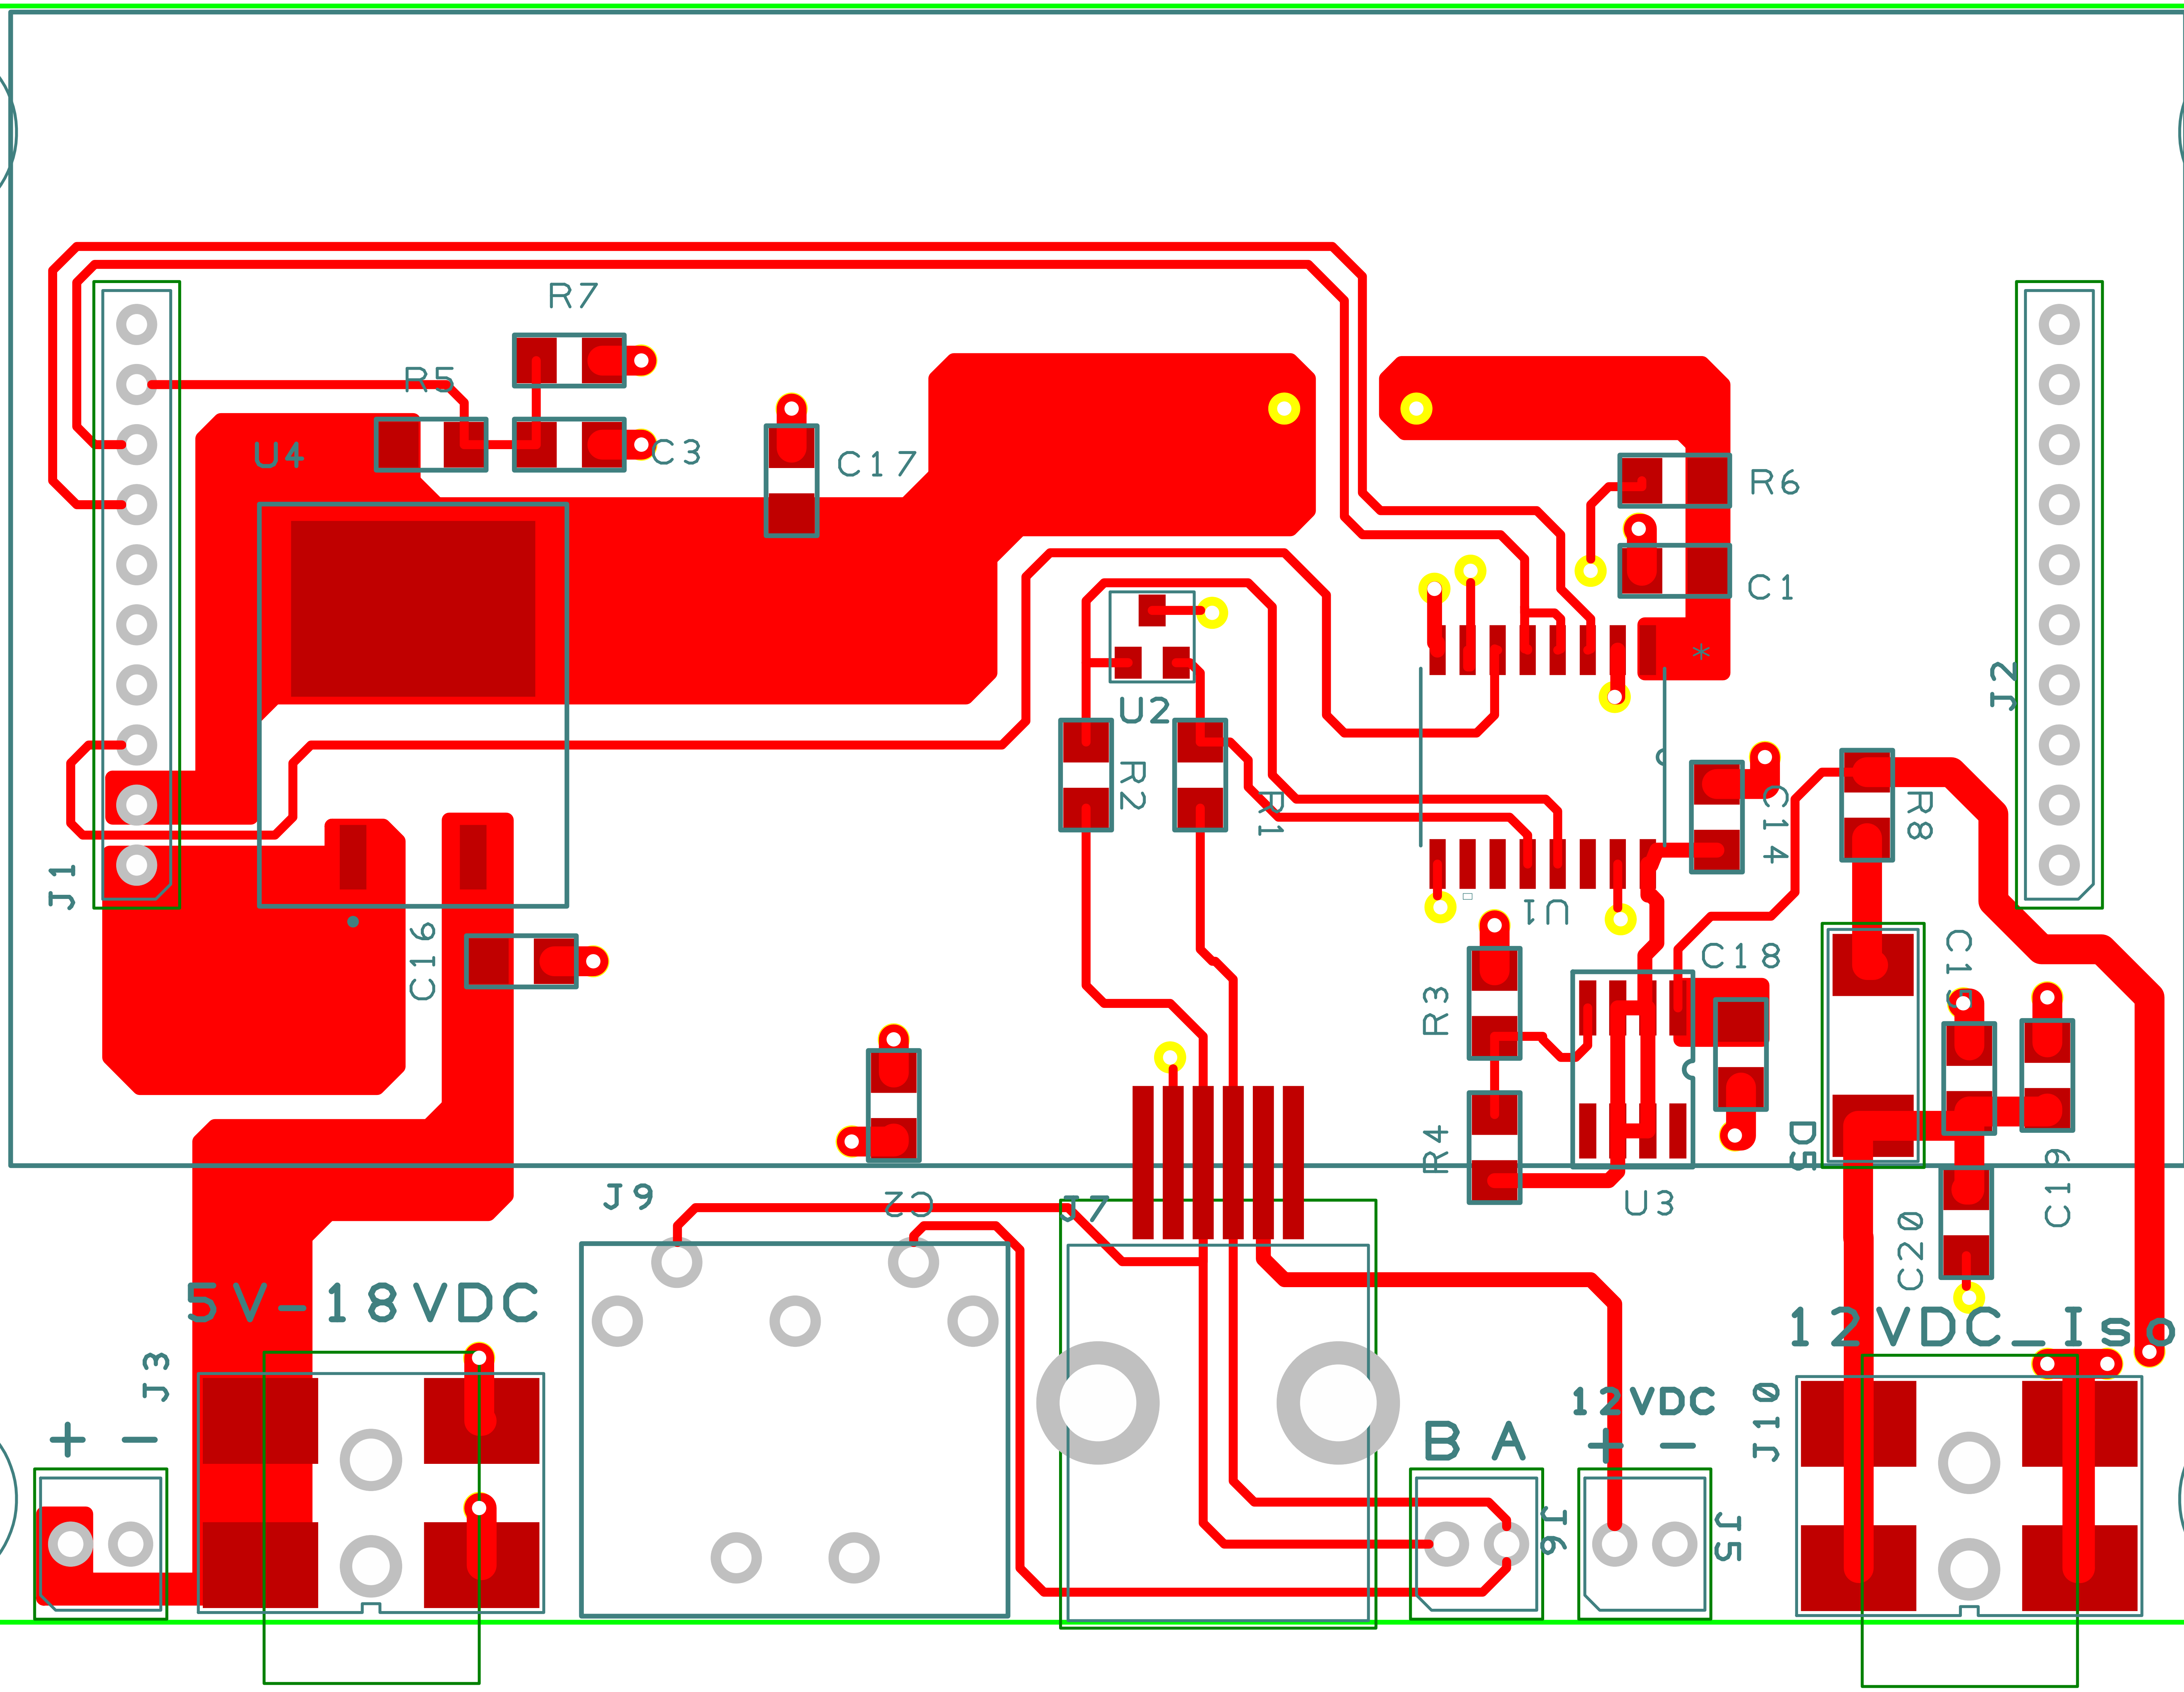 R7
R5
U4
C3
C17
R6
C1
*
J2
U2
R2
R1
C14
R8
J1
C16
U1
R3
C18
C15
R4
D5
J9
C2
J7
U3
C19
C20
5V-18VDC
12VDC_Iso
J3
12VDC
J10
+ -
B A
+ -
J6
J5